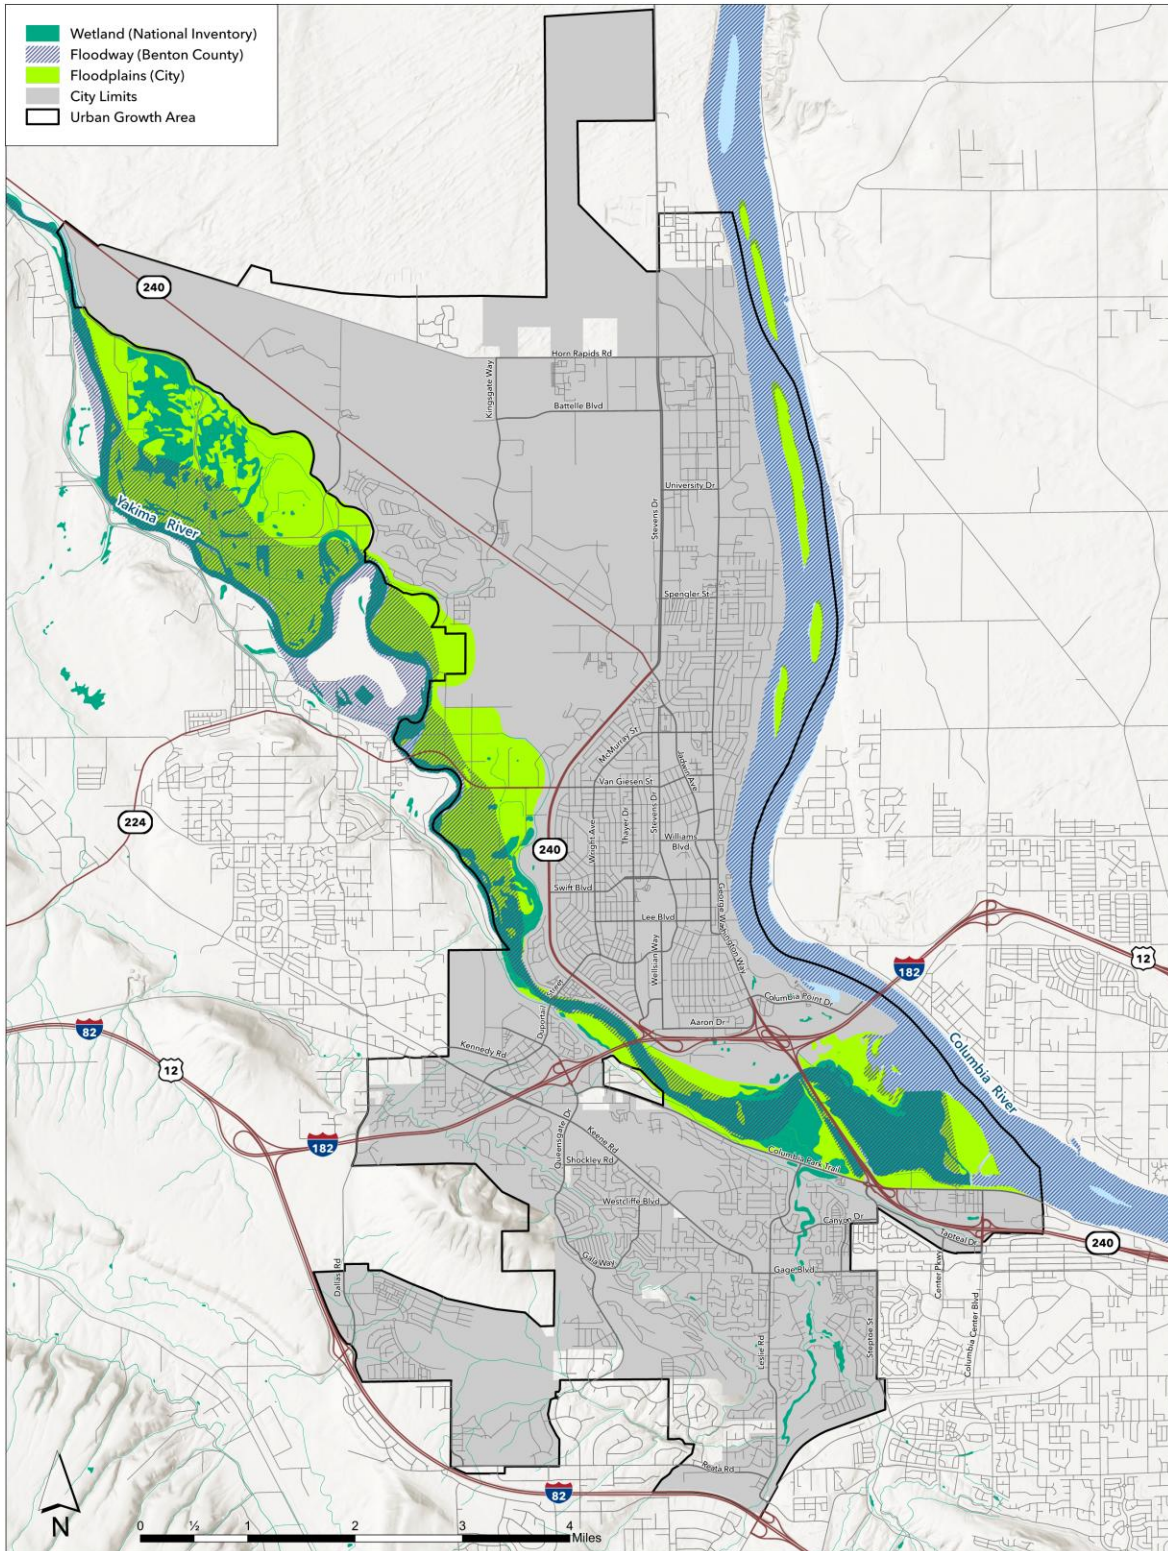 Wetland (National Inventory)
Floodway (Benton County)
Floodplains (City)
City Limits
Urban Growth Area
240
Horn Rapids Rd
Kingsgate Way
Battelle Blvd
University Dr
Stevens Dr
Yakima River
Spengler St
McMurray St
Jadwin Ave
Van Giesen St
224
Wright Ave
Thayer Dr
Stevens Dr
Williams
Blvd
240
Swift Blvd
George Washington Way
Lee Blvd
Wellsian Way
12
182
Duportail Street
Columbia Point Dr
Aaron Dr
82
Kennedy Rd
12
Columbia River
182
Queensgate Dr
Keene Rd
Shockley Rd
Columbia Park Trail
Westcliffe Blvd
Canyon Dr
Tapteal Dr
240
Gala Way
Gage Blvd
Dallas Rd
Center Pkwy
Columbia Center Blvd
Leslie Rd
Steptoe St
Reata Rd
82
N
0 ½ 1 2 3 4
Miles